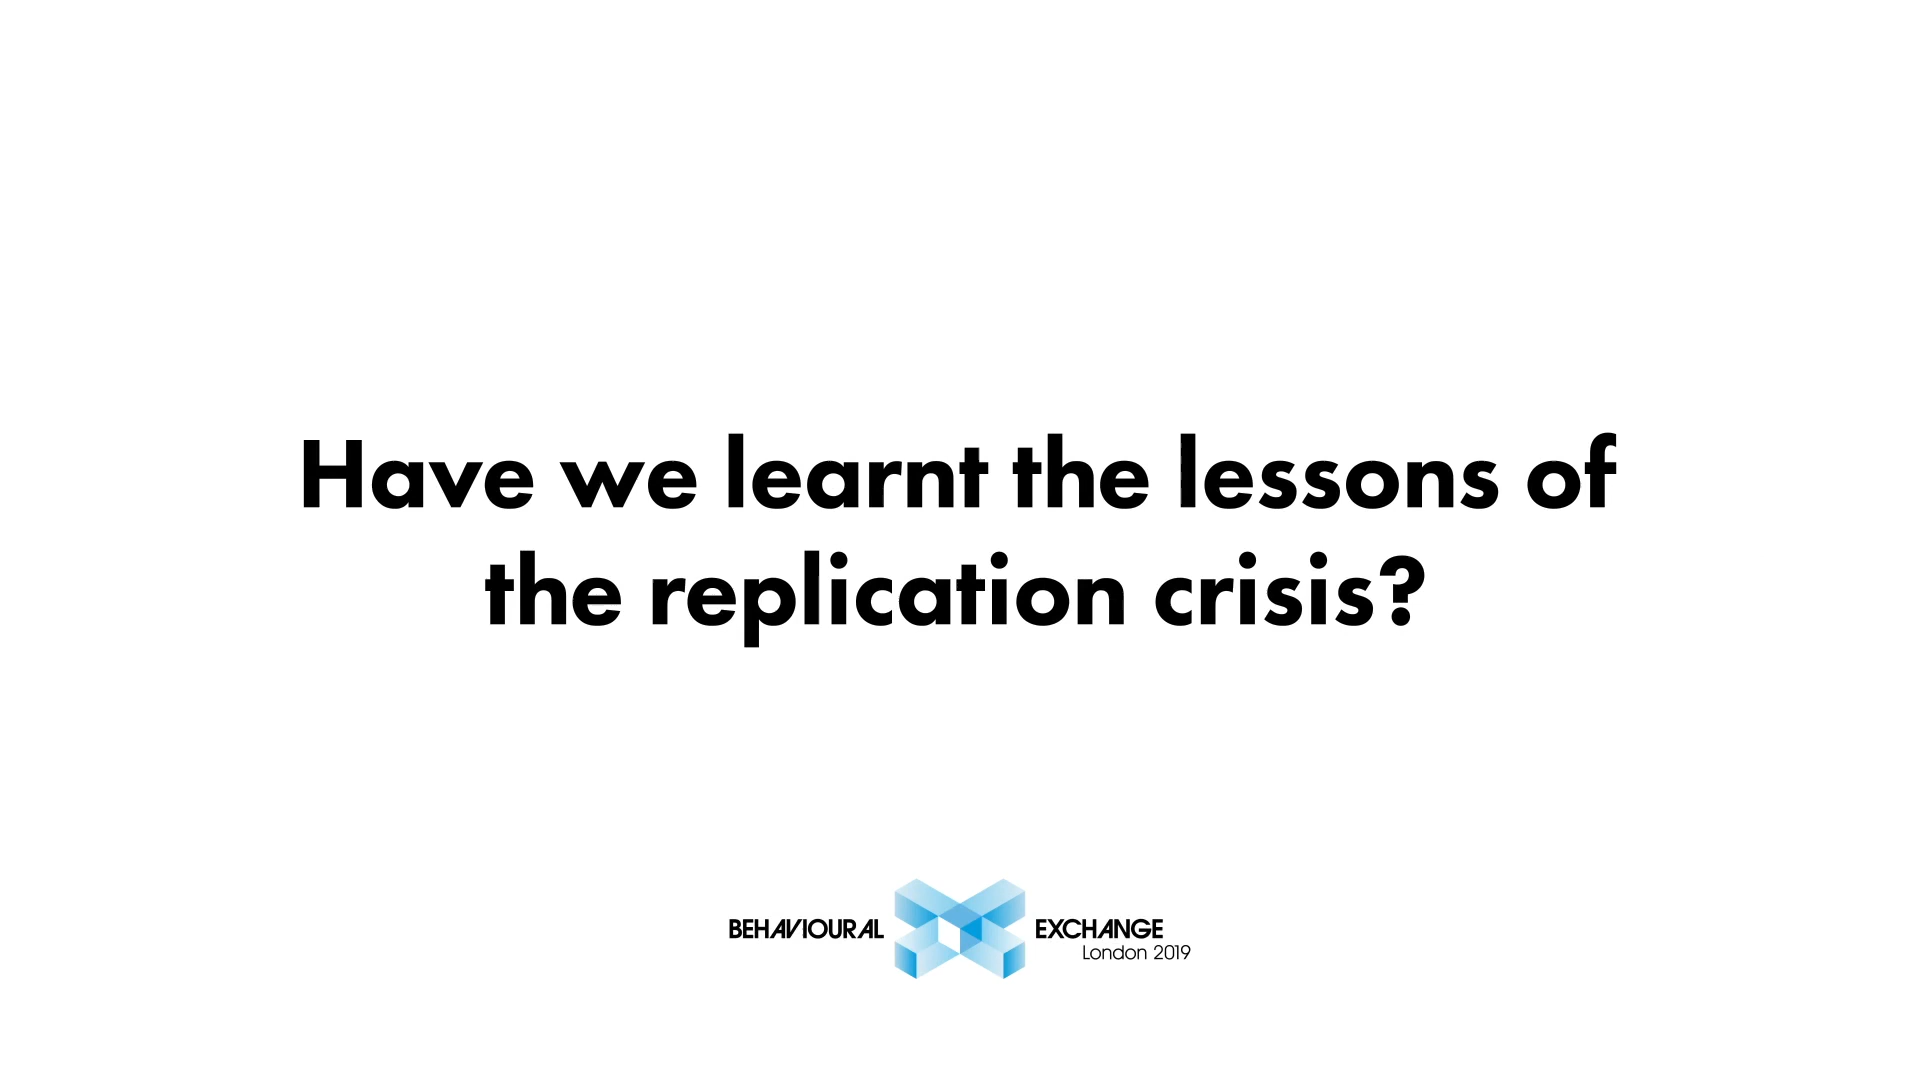 Have we learnt the lessons of
the replication crisis?
BEHAVIOURAL EXCHANGE
London 2019